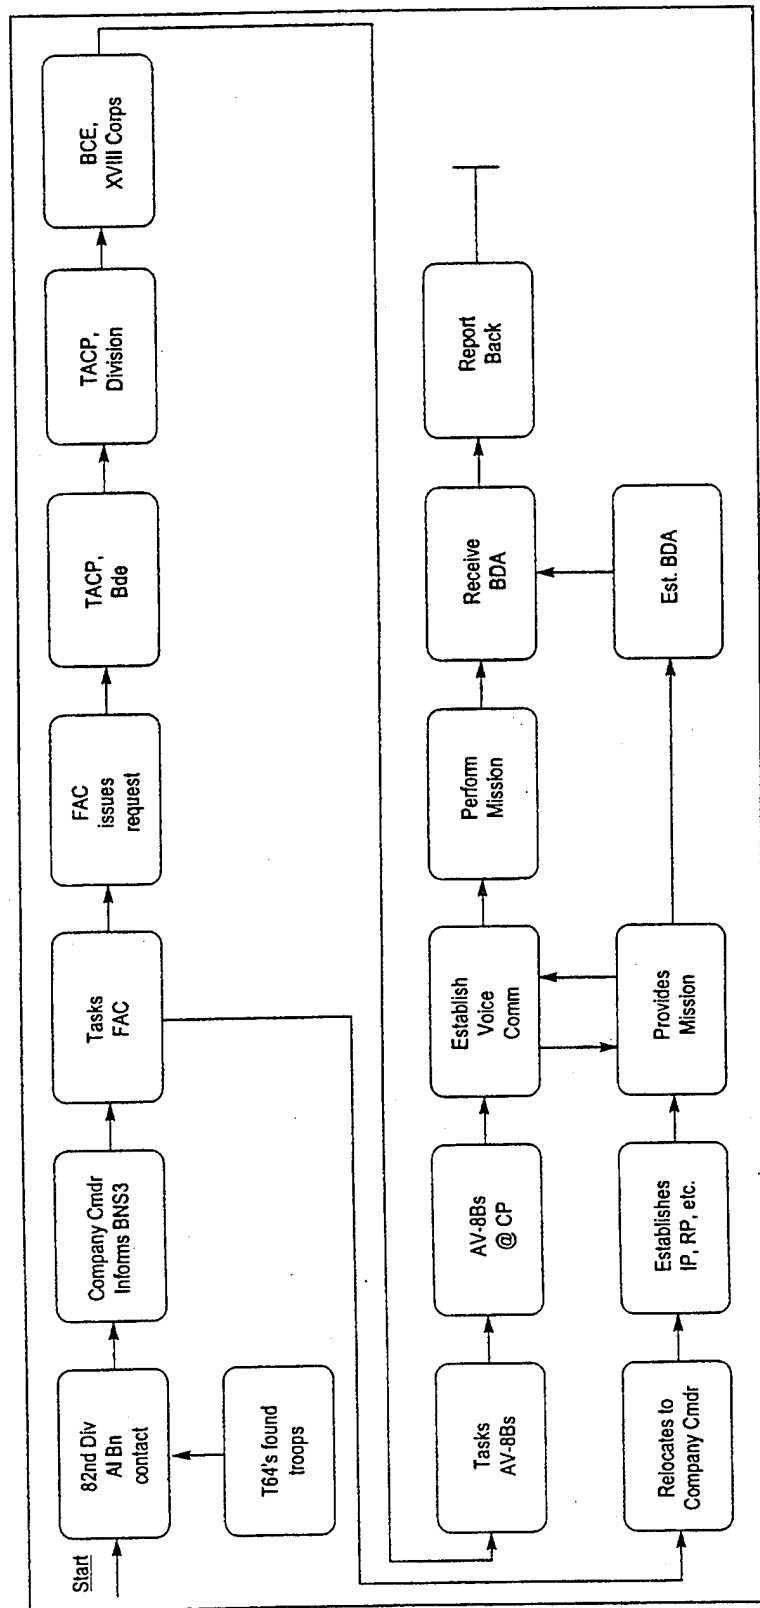 Start
82nd Div
AI Bn
contact
T64's found
troops
Company Cmdr
Informs BNS3
Tasks
FAC
FAC
issues
request
TACP,
Bde
TACP,
Division
BCE,
XVIII Corps
Tasks
AV-8Bs
AV-8Bs
@ CP
Establish
Voice
Comm
Perform
Mission
Receive
BDA
Report
Back
Relocates to
Company Cmdr
Establishes
IP, RP, etc.
Provides
Mission
Est. BDA